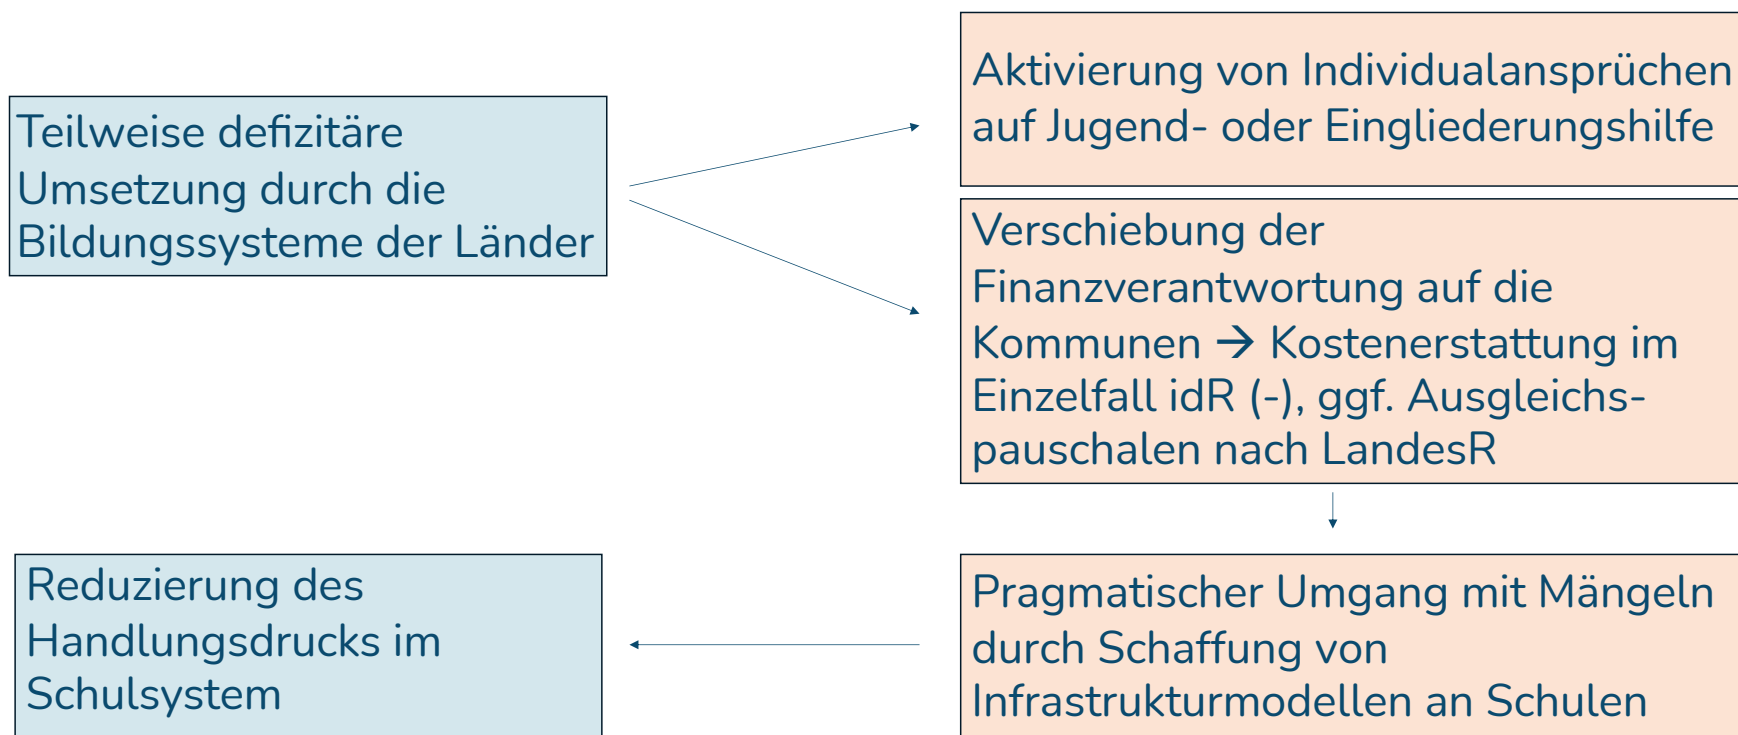 Teilweise defizitäre
Umsetzung durch die
Bildungssysteme der Länder
Aktivierung von Individualansprüchen
auf Jugend- oder Eingliederungshilfe
Verschiebung der
Finanzverantwortung auf die
Kommunen → Kostenerstattung im
Einzelfall idR (-), ggf. Ausgleichs-
pauschalen nach LandesR
Reduzierung des
Handlungsdrucks im
Schulsystem
Pragmatischer Umgang mit Mängeln
durch Schaffung von
Infrastrukturmodellen an Schulen